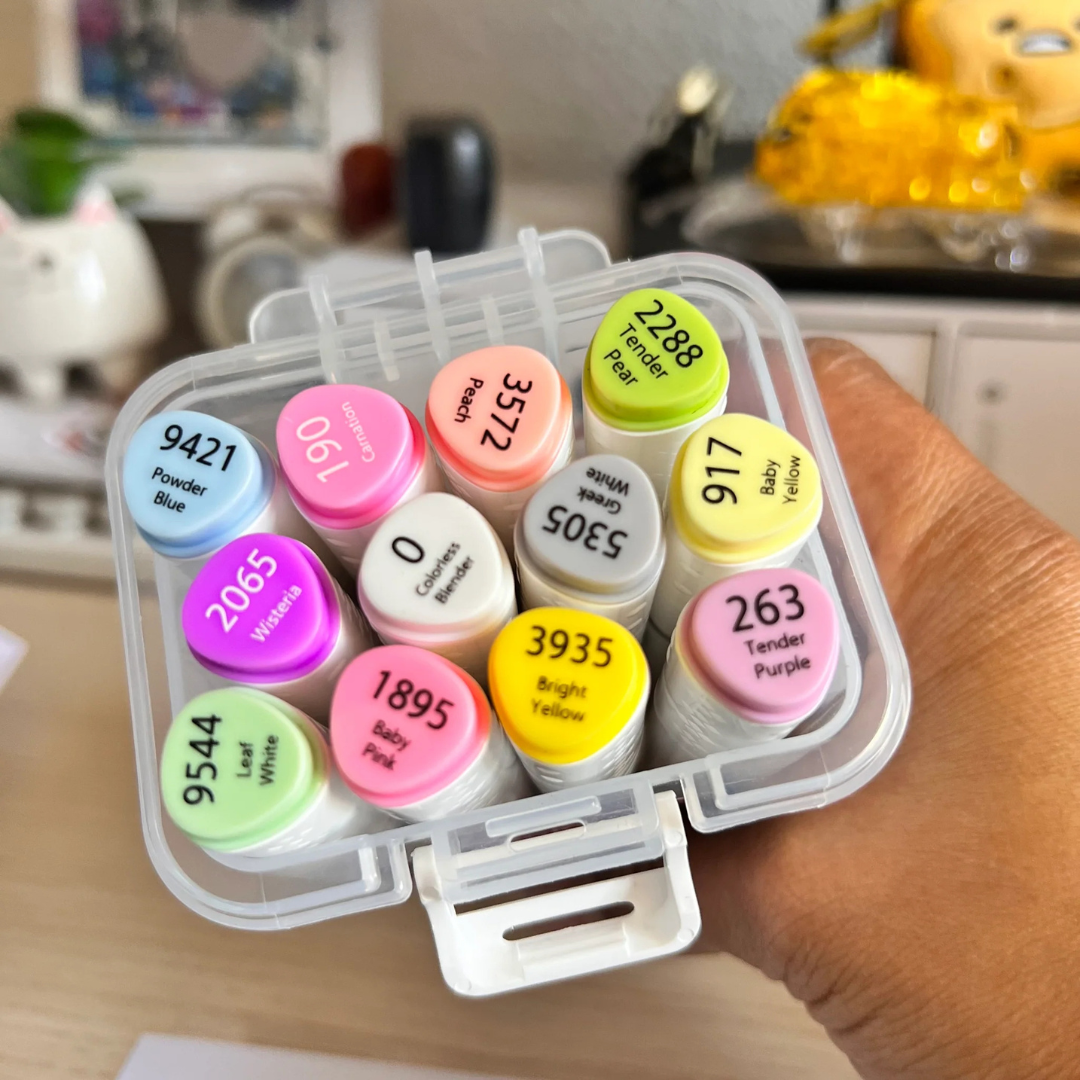 2288
Tender
Pear
3572
Peach
190
Carnation
9421
Powder
Blue
917
Baby
Yellow
5305
Greek
White
0
Colorless
Blender
2065
Wisteria
263
Tender
Purple
3935
Bright
Yellow
1895
Baby
Pink
9544
Leaf
White